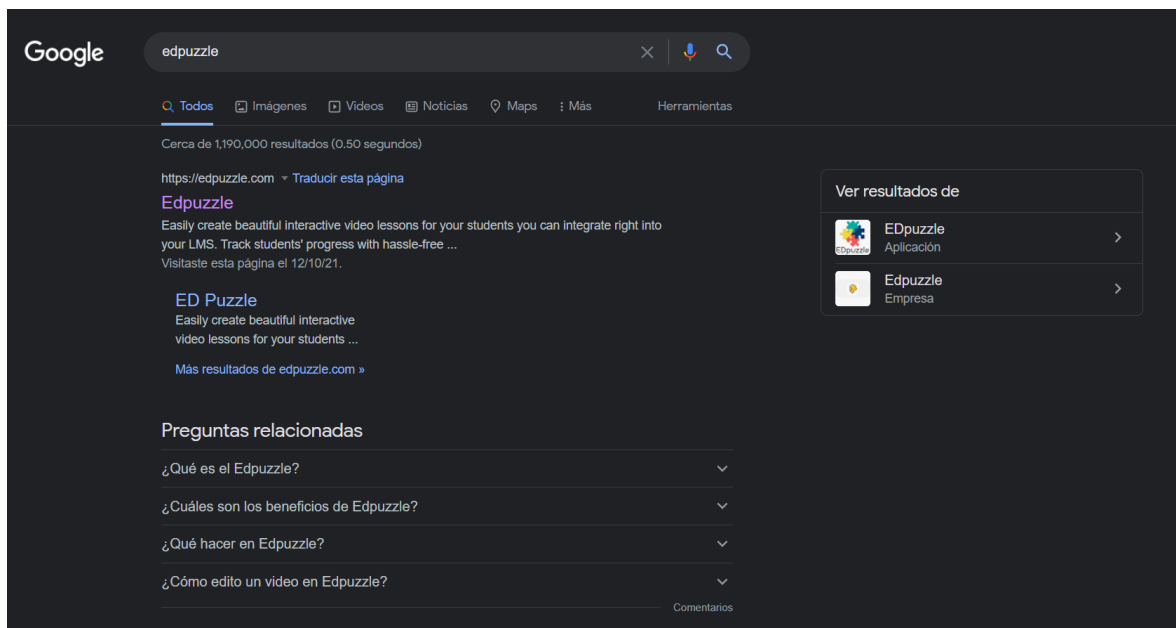 Google
edpuzzle
Todos
Imágenes
Videos
Noticias
Maps
Más
Herramientas
Cerca de 1,190,000 resultados (0.50 segundos)
https://edpuzzle.com Traducir esta página
Edpuzzle
Easily create beautiful interactive video lessons for your students you can integrate right into
your LMS. Track students' progress with hassle-free ...
Visitaste esta página el 12/10/21.
ED Puzzle
Easily create beautiful interactive
video lessons for your students ...
Más resultados de edpuzzle.com »
Preguntas relacionadas
¿Qué es el Edpuzzle?
¿Cuáles son los beneficios de Edpuzzle?
¿Qué hacer en Edpuzzle?
¿Cómo edito un video en Edpuzzle?
Comentarios
Ver resultados de
EDpuzzle
EDpuzzle
Aplicación
Edpuzzle
Empresa